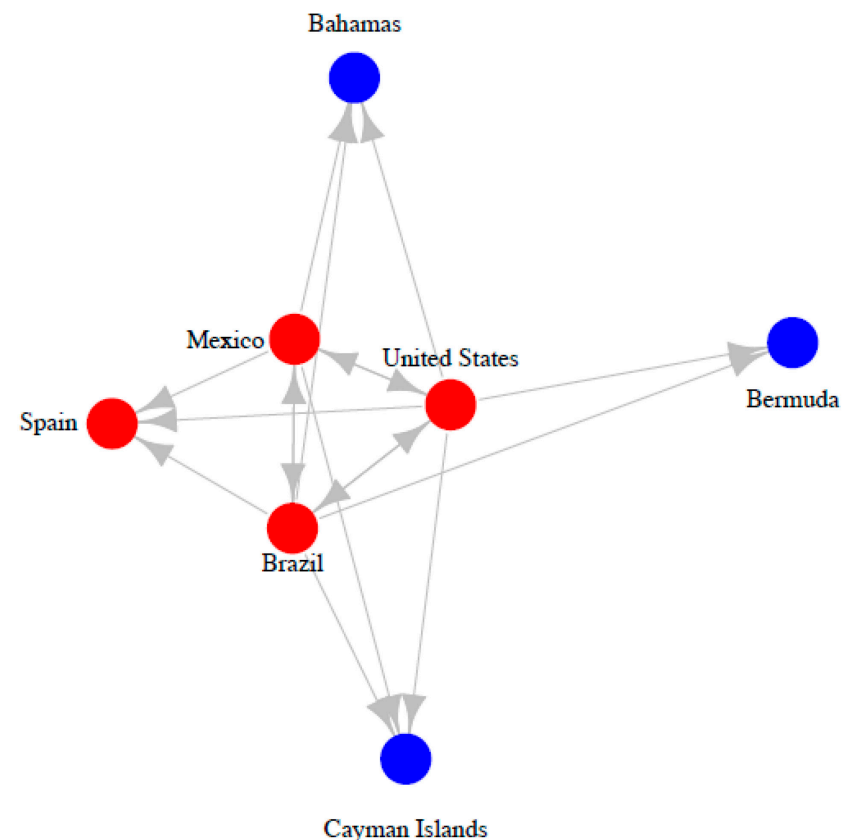 Bahamas
Mexico
United States
Bermuda
Spain
Brazil
Cayman Islands